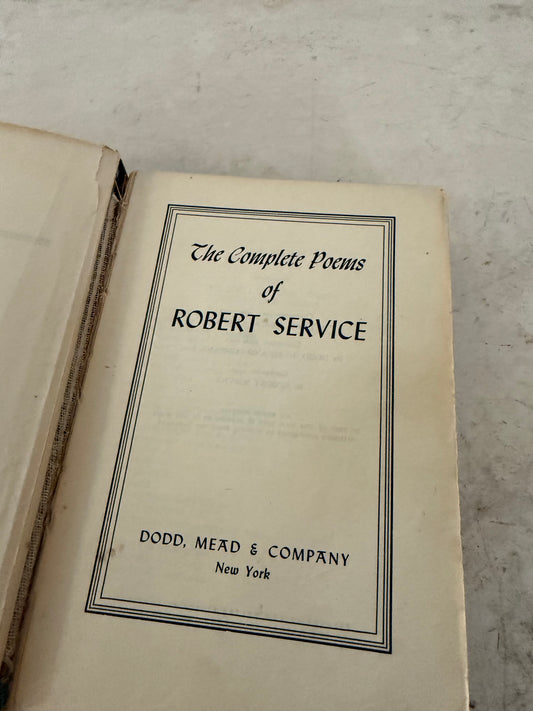 The Complete Poems
of
ROBERT SERVICE
DODD, MEAD & COMPANY
New York